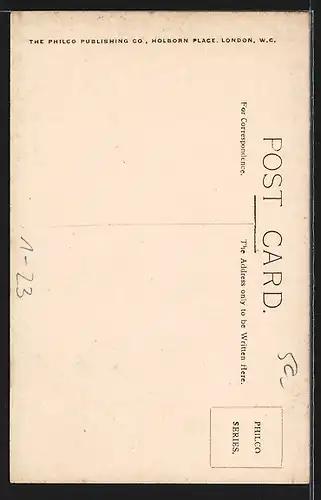 THE PHILCO PUBLISHING CO., HOLBORN PLACE, LONDON, W.C.
POST CARD.
For Correspondence.
The Address only to be Written Here.
PHILCO
SERIES.
1-23